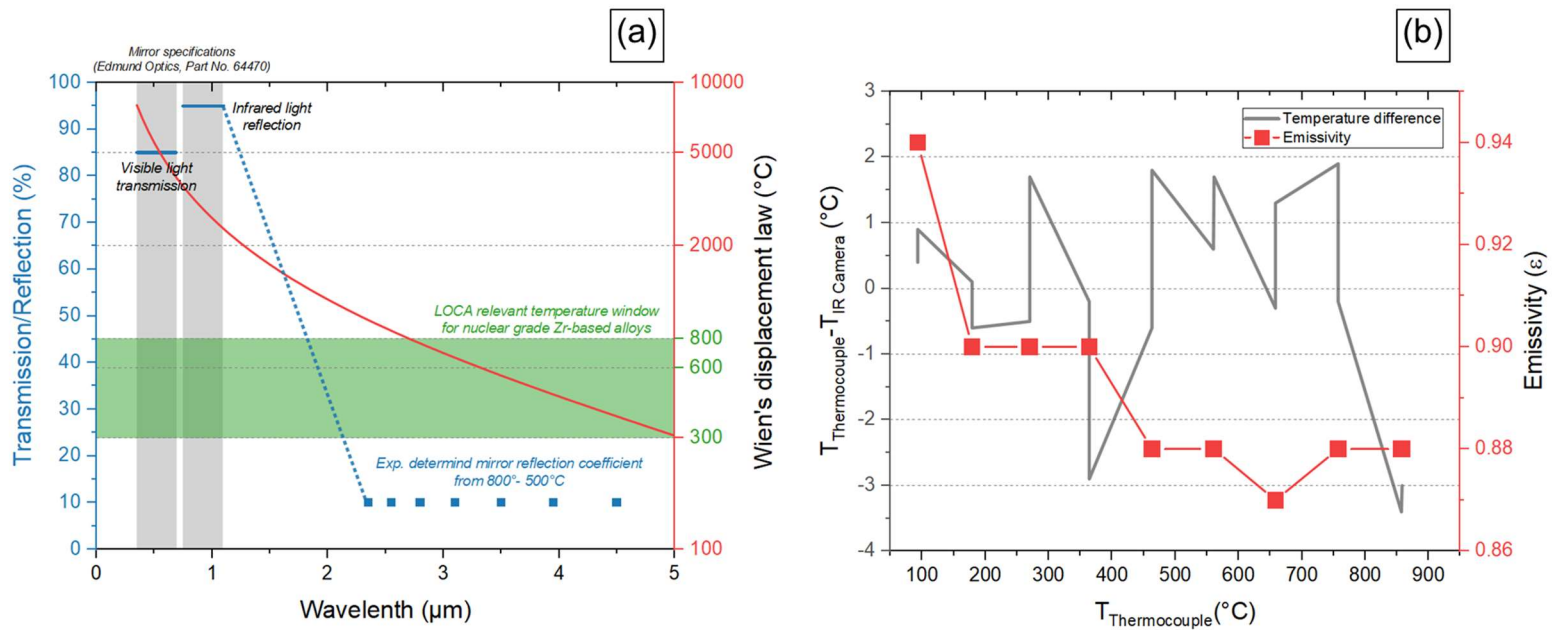 (a)
Mirror specifications
(Edmund Optics, Part No. 64470)
100
90
80
70
60
50
40
30
20
10
0
Transmission/Reflection (%)
Infrared light
reflection
Visible light
transmission
LOCA relevant temperature window
for nuclear grade Zr-based alloys
Exp. determind mirror reflection coefficient
from 800°- 500°C
10000
5000
2000
800
600
300
100
Wien's displacement law (°C)
0 1 2 3 4 5
Wavelenth (µm)
(b)
3
2
1
0
-1
-2
-3
-4
TThermocouple-TIR Camera (°C)
Temperature difference
Emissivity
0.94
0.92
0.90
0.88
0.86
Emissivity (ε)
100 200 300 400 500 600 700 800 900
TThermocouple(°C)